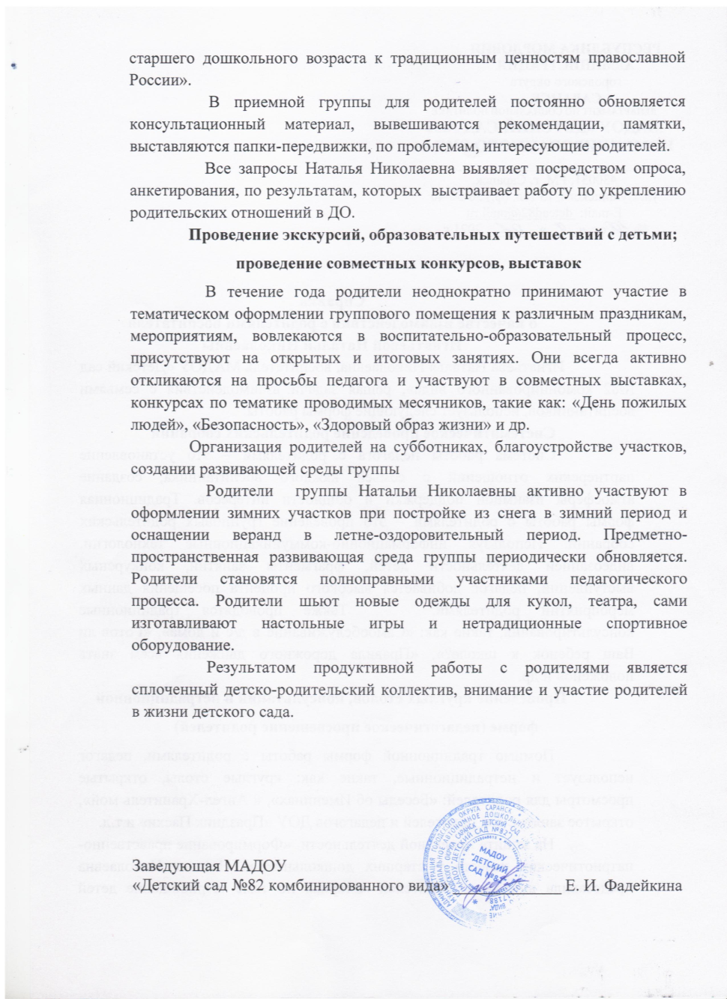 старшего дошкольного возраста к традиционным ценностям православной
России».
В приемной группы для родителей постоянно обновляется
консультационный материал, вывешиваются рекомендации, памятки,
выставляются папки-передвижки, по проблемам, интересующие родителей.
Все запросы Наталья Николаевна выявляет посредством опроса,
анкетирования, по результатам, которых выстраивает работу по укреплению
родительских отношений в ДО.
Проведение экскурсий, образовательных путешествий с детьми;
проведение совместных конкурсов, выставок
В течение года родители неоднократно принимают участие в
тематическом оформлении группового помещения к различным праздникам,
мероприятиям, вовлекаются в воспитательно-образовательный процесс,
присутствуют на открытых и итоговых занятиях. Они всегда активно
откликаются на просьбы педагога и участвуют в совместных выставках,
конкурсах по тематике проводимых месячников, такие как: «День пожилых
людей», «Безопасность», «Здоровый образ жизни» и др.
Организация родителей на субботниках, благоустройстве участков,
создании развивающей среды группы
Родители группы Натальи Николаевны активно участвуют в
оформлении зимних участков при постройке из снега в зимний период и
оснащении веранд в летне-оздоровительный период. Предметно-
пространственная развивающая среда группы периодически обновляется.
Родители становятся полноправными участниками педагогического
процесса. Родители шьют новые одежды для кукол, театра, сами
изготавливают настольные игры и нетрадиционные спортивное
оборудование.
Результатом продуктивной работы с родителями является
сплоченный детско-родительский коллектив, внимание и участие родителей
в жизни детского сада.
МАДОУ
"ДЕТСКИЙ
САД №82
Заведующая МАДОУ
«Детский сад №82 комбинированного вида» ____________ Е. И. Фадейкина